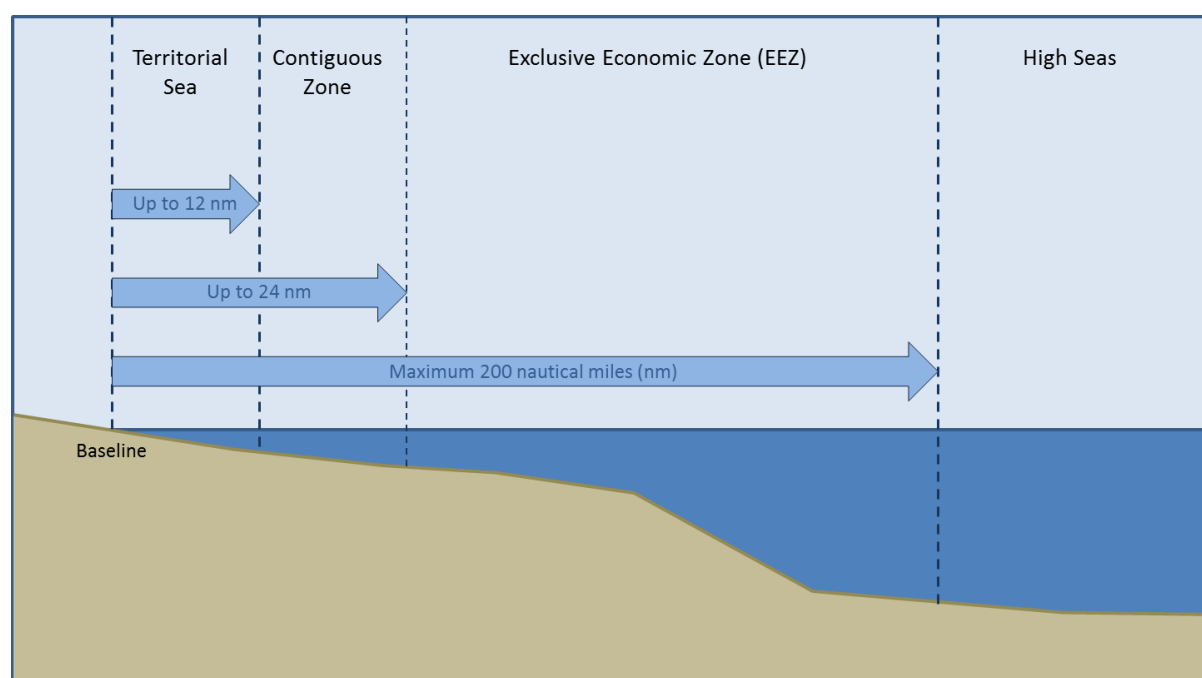 Territorial
Sea
Contiguous
Zone
Exclusive Economic Zone (EEZ)
High Seas
Up to 12 nm
Up to 24 nm
Maximum 200 nautical miles (nm)
Baseline